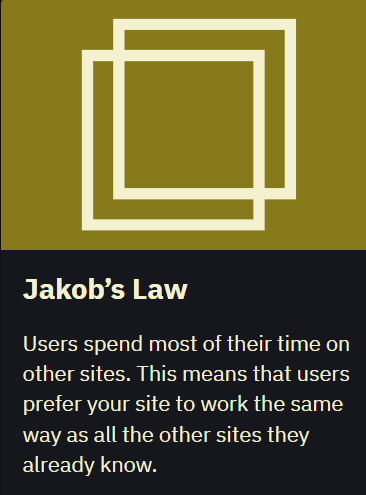 Jakob’s Law
Users spend most of their time on
other sites. This means that users
prefer your site to work the same
way as all the other sites they
already know.